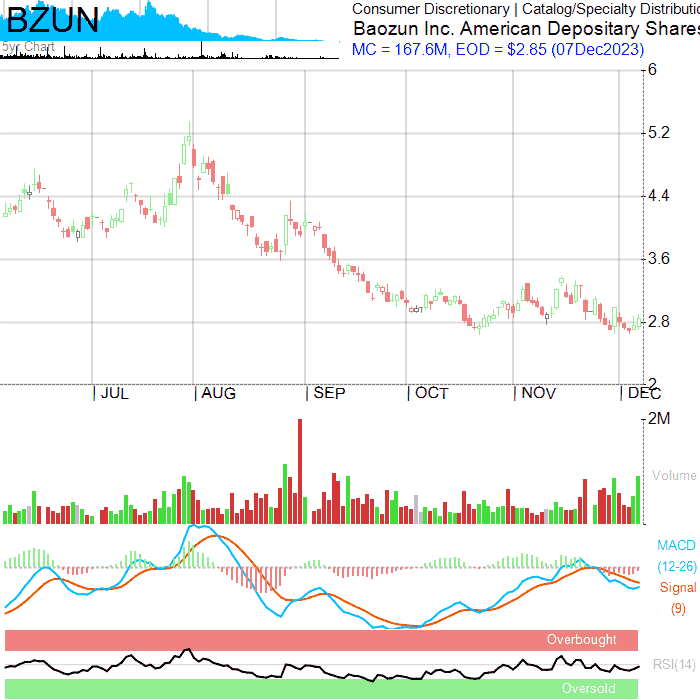 BZUN
5yr Chart
Consumer Discretionary | Catalog/Specialty Distributio
Baozun Inc. American Depositary Shares
MC = 167.6M, EOD = $2.85 (07Dec2023)
6
5.2
4.4
3.6
2.8
2
JUL
AUG
SEP
OCT
NOV
DEC
2M
Volume
MACD
(12-26)
Signal
(9)
Overbought
RSI(14)
Oversold